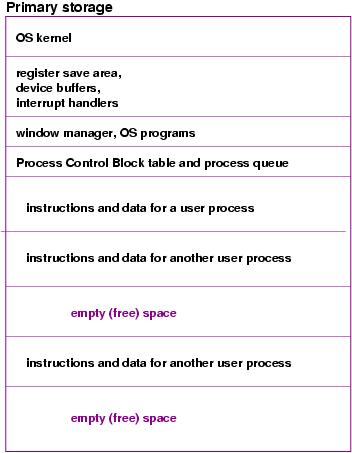 Primary storage
OS kernel
register save area,
device buffers,
interrupt handlers
window manager, OS programs
Process Control Block table and process queue
instructions and data for a user process
instructions and data for another user process
empty (free) space
instructions and data for another user process
empty (free) space